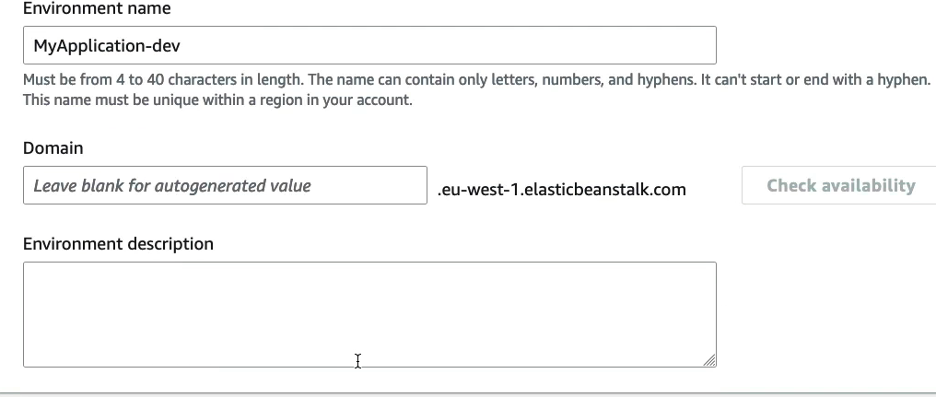 Environment name
MyApplication-dev
Must be from 4 to 40 characters in length. The name can contain only letters, numbers, and hyphens. It can't start or end with a hyphen.
This name must be unique within a region in your account.
Domain
Leave blank for autogenerated value
.eu-west-1.elasticbeanstalk.com
Check availability
Environment description